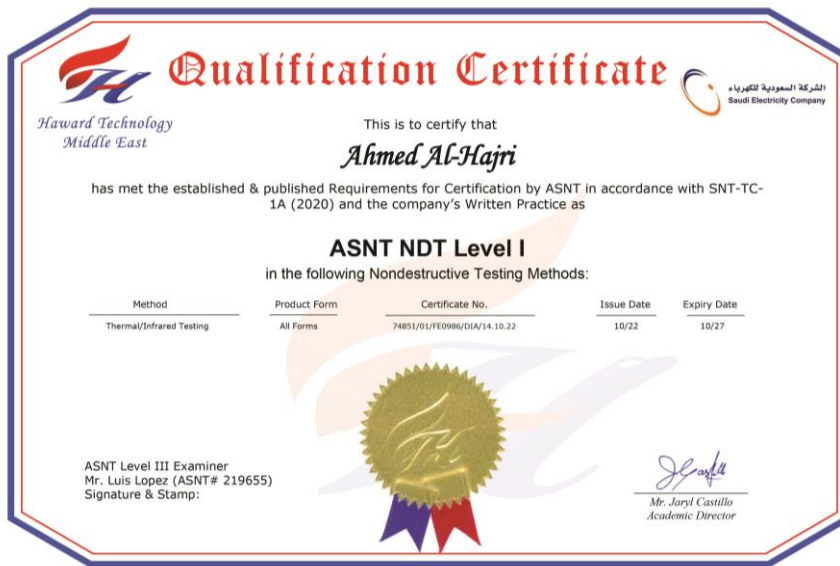 Qualification Certificate
Haward Technology
Middle East
الشركة السعودية للكهرباء
Saudi Electricity Company
This is to certify that
Ahmed Al-Hajri
has met the established & published Requirements for Certification by ASNT in accordance with SNT-TC-
1A (2020) and the company's Written Practice as
ASNT NDT Level I
in the following Nondestructive Testing Methods:
Method Product Form Certificate No. Issue Date Expiry Date
Thermal/Infrared Testing All Forms 74851/01/FE0986/DIA/14.10.22 10/22 10/27
ASNT Level III Examiner
Mr. Luis Lopez (ASNT# 219655)
Signature & Stamp:
Mr. Jaryl Castillo
Academic Director